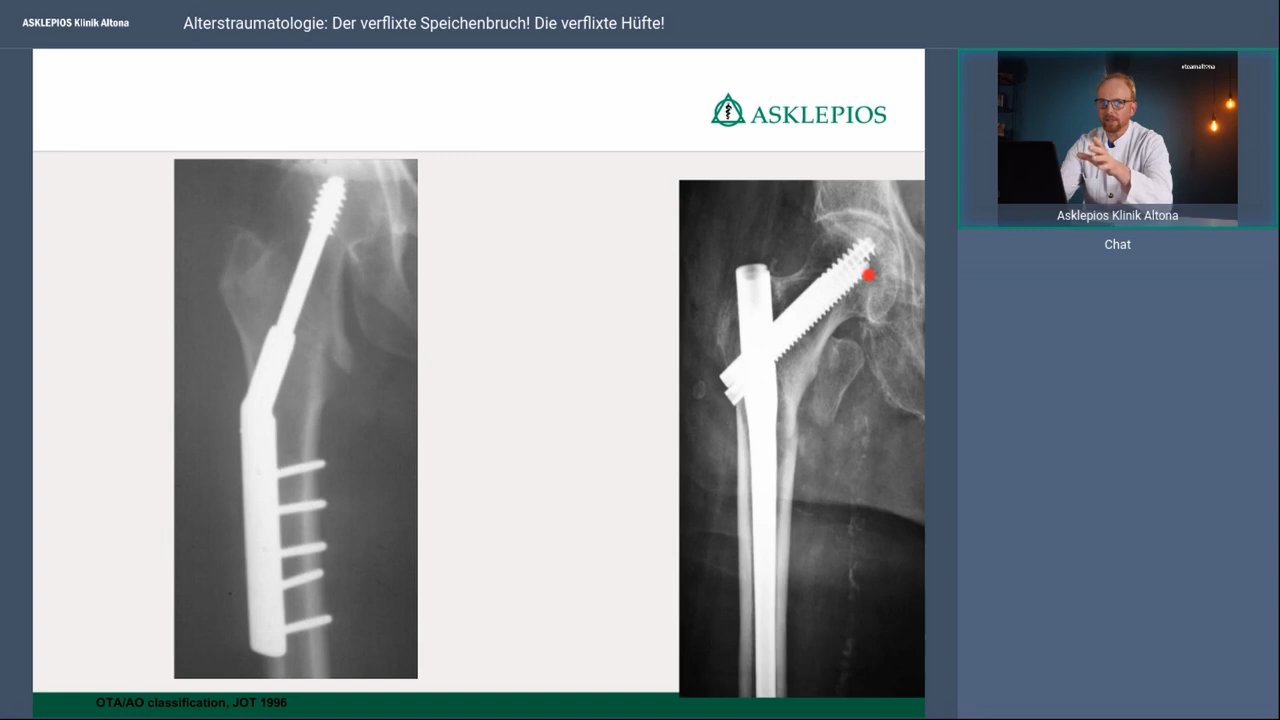 ASKLEPIOS Klinik Altona
Alterstraumatologie: Der verflixte Speichenbruch! Die verflixte Hüfte!
ASKLEPIOS
#teamaltona
Asklepios Klinik Altona
Chat
OTA/AO classification, JOT 1996